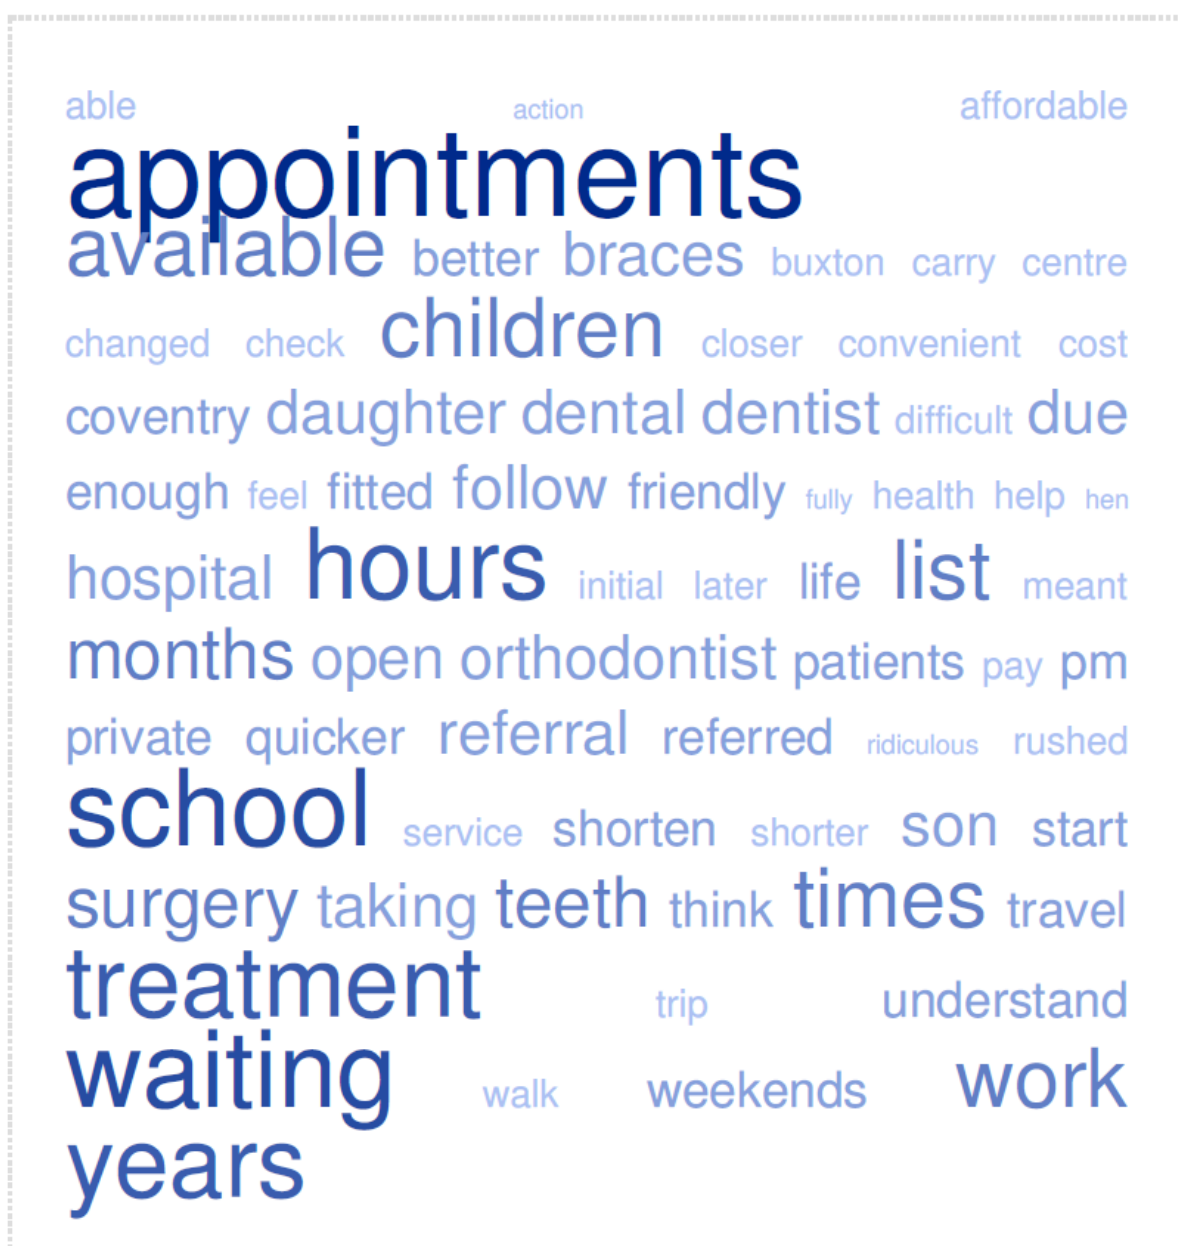 able action affordable
appointments
available better braces buxton carry centre
changed check children closer convenient cost
coventry daughter dental dentist difficult due
enough feel fitted follow friendly fully health help hen
hospital hours initial later life list meant
months open orthodontist patients pay pm
private quicker referral referred ridiculous rushed
school service shorten shorter son start
surgery taking teeth think times travel
treatment trip understand
waiting walk weekends work
years